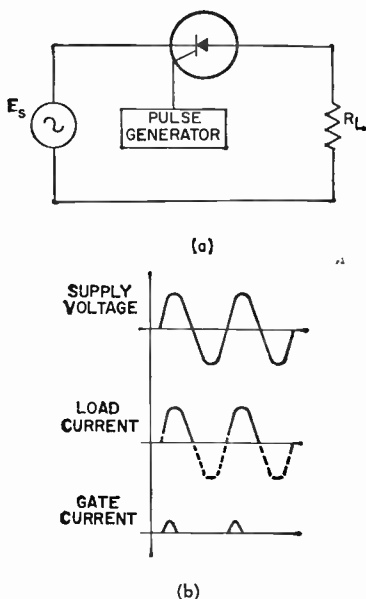 E_S
PULSE
GENERATOR
R_L
(a)
SUPPLY
VOLTAGE
LOAD
CURRENT
GATE
CURRENT
(b)